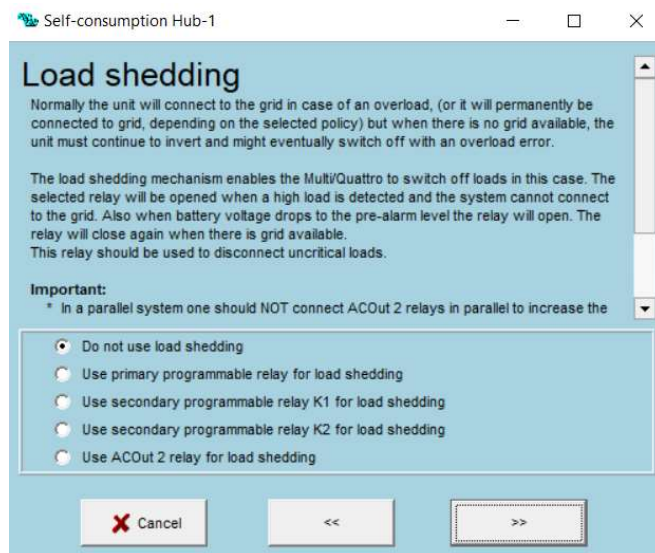 Self-consumption Hub-1
Load shedding
Normally the unit will connect to the grid in case of an overload, (or it will permanently be
connected to grid, depending on the selected policy) but when there is no grid available, the
unit must continue to invert and might eventually switch off with an overload error.
The load shedding mechanism enables the Multi/Quattro to switch off loads in this case. The
selected relay will be opened when a high load is detected and the system cannot connect
to the grid. Also when battery voltage drops to the pre-alarm level the relay will open. The
relay will close again when there is grid available.
This relay should be used to disconnect uncritical loads.
Important:
* In a parallel system one should NOT connect ACOut 2 relays in parallel to increase the
Do not use load shedding
Use primary programmable relay for load shedding
Use secondary programmable relay K1 for load shedding
Use secondary programmable relay K2 for load shedding
Use ACOut 2 relay for load shedding
Cancel
<<
>>